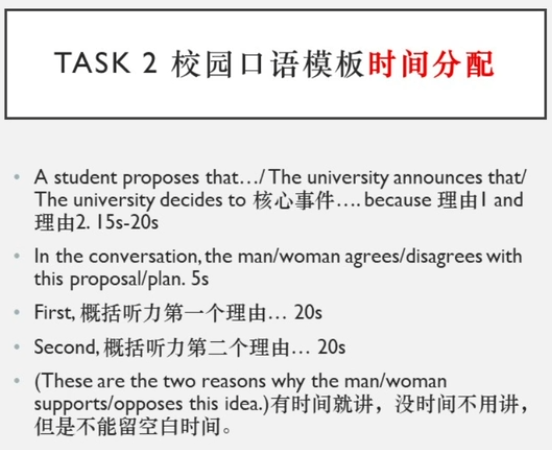 TASK 2 校园口语模板时间分配
• A student proposes that…/ The university announces that/
The university decides to 核心事件…. because 理由1 and
理由2. 15s-20s
• In the conversation, the man/woman agrees/disagrees with
this proposal/plan. 5s
• First, 概括听力第一个理由… 20s
• Second, 概括听力第二个理由… 20s
• (These are the two reasons why the man/woman
supports/opposes this idea.)有时间就讲，没时间不用讲，
但是不能留空白时间。